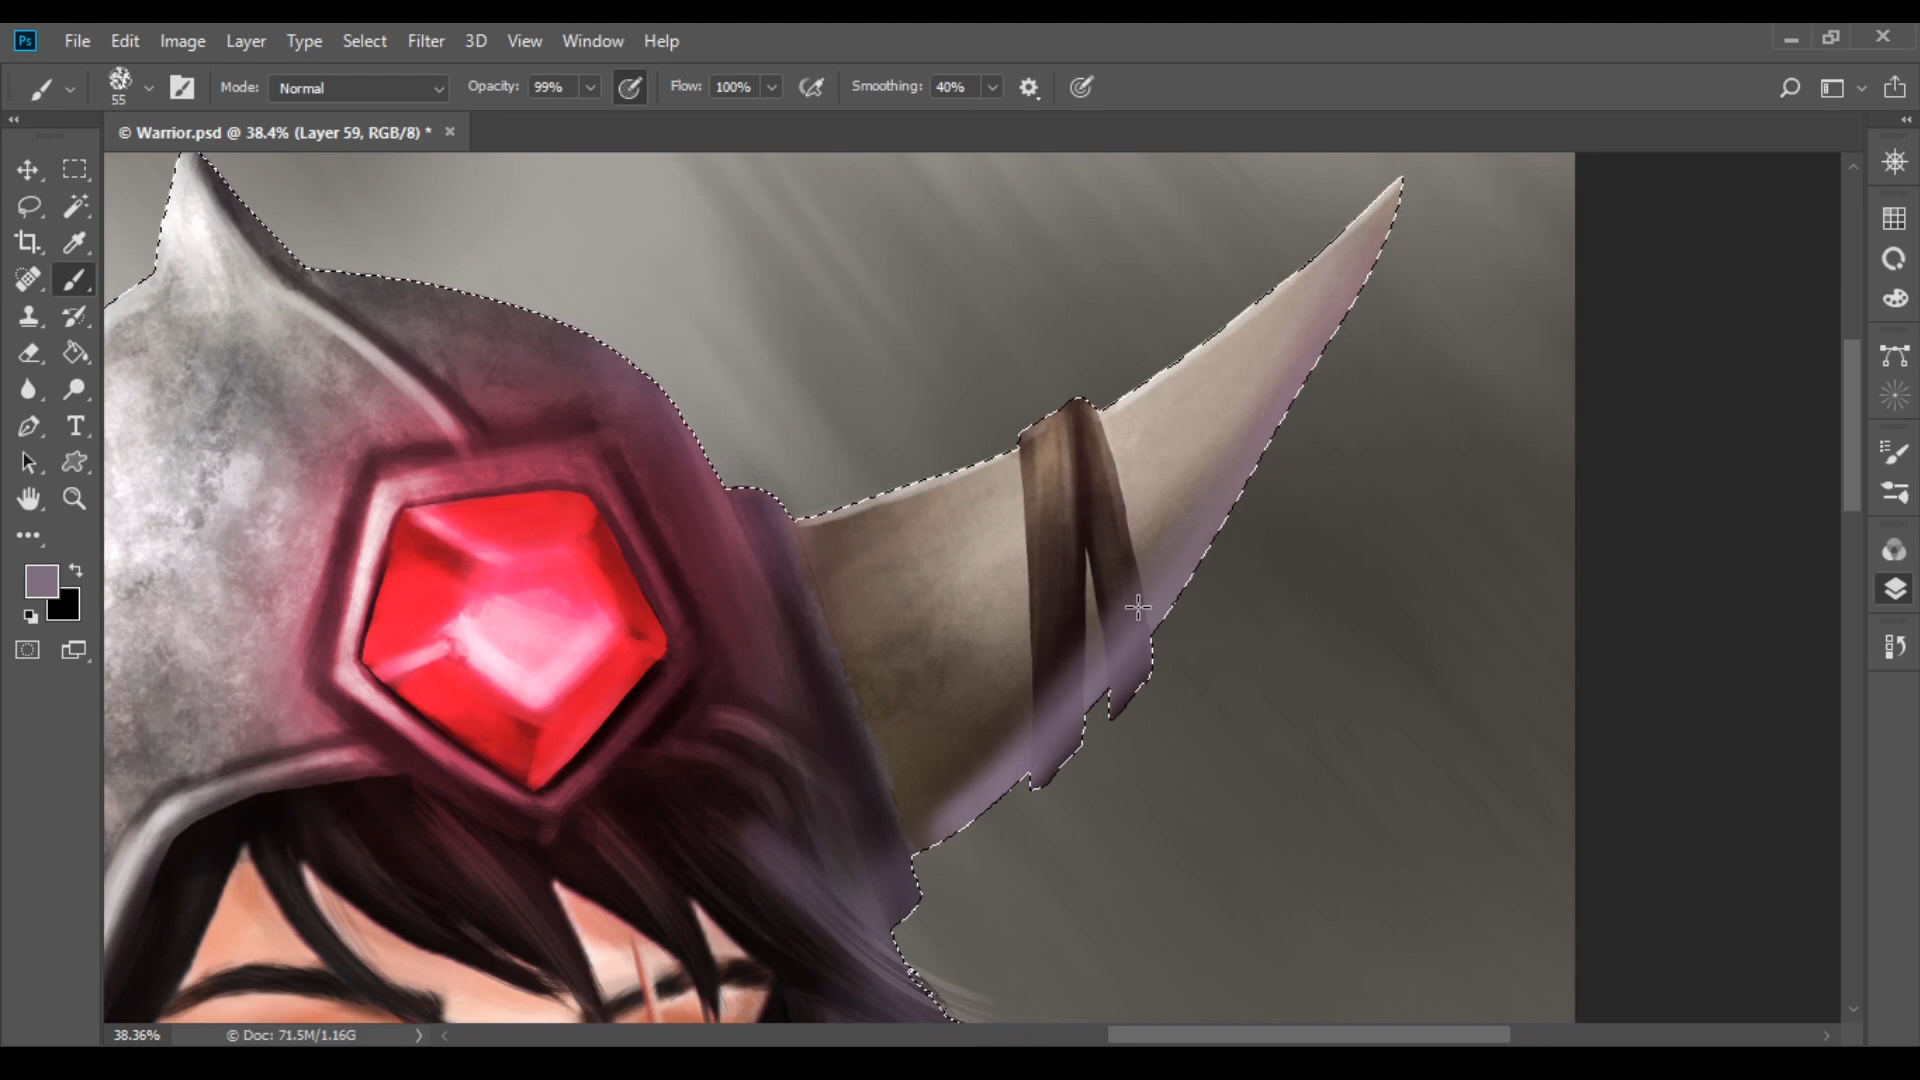 Ps File Edit Image Layer Type Select Filter 3D View Window Help
55 Mode: Normal Opacity: 99% Flow: 100% Smoothing: 40%
© Warrior.psd @ 38.4% (Layer 59, RGB/8) * ×
T
38.36% © Doc: 71.5M/1.16G